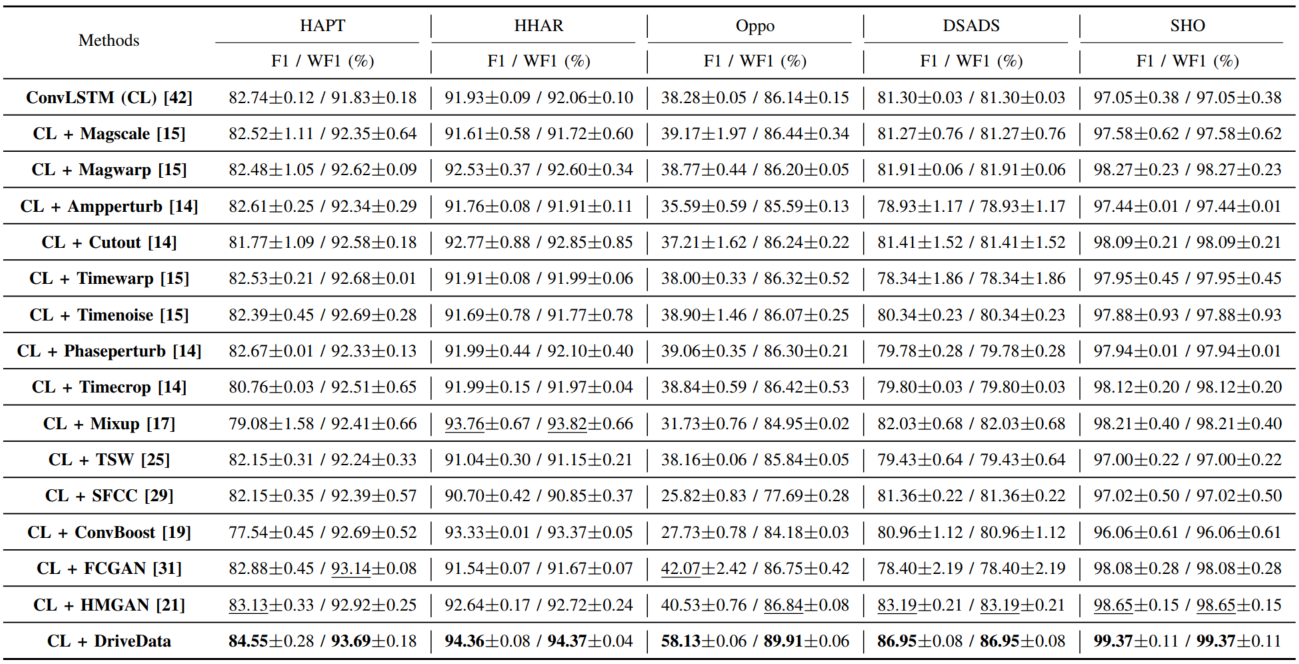 Methods HAPT HHAR Oppo DSADS SHO
F1 / WF1 (%) F1 / WF1 (%) F1 / WF1 (%) F1 / WF1 (%) F1 / WF1 (%)
ConvLSTM (CL) [42] 82.74±0.12 / 91.83±0.18 91.93±0.09 / 92.06±0.10 38.28±0.05 / 86.14±0.15 81.30±0.03 / 81.30±0.03 97.05±0.38 / 97.05±0.38
CL + Magscale [15] 82.52±1.11 / 92.35±0.64 91.61±0.58 / 91.72±0.60 39.17±1.97 / 86.44±0.34 81.27±0.76 / 81.27±0.76 97.58±0.62 / 97.58±0.62
CL + Magwarp [15] 82.48±1.05 / 92.62±0.09 92.53±0.37 / 92.60±0.34 38.77±0.44 / 86.20±0.05 81.91±0.06 / 81.91±0.06 98.27±0.23 / 98.27±0.23
CL + Ampperturb [14] 82.61±0.25 / 92.34±0.29 91.76±0.08 / 91.91±0.11 35.59±0.59 / 85.59±0.13 78.93±1.17 / 78.93±1.17 97.44±0.01 / 97.44±0.01
CL + Cutout [14] 81.77±1.09 / 92.58±0.18 92.77±0.88 / 92.85±0.85 37.21±1.62 / 86.24±0.22 81.41±1.52 / 81.41±1.52 98.09±0.21 / 98.09±0.21
CL + Timewarp [15] 82.53±0.21 / 92.68±0.01 91.91±0.08 / 91.99±0.06 38.00±0.33 / 86.32±0.52 78.34±1.86 / 78.34±1.86 97.95±0.45 / 97.95±0.45
CL + Timenoise [15] 82.39±0.45 / 92.69±0.28 91.69±0.78 / 91.77±0.78 38.90±1.46 / 86.07±0.25 80.34±0.23 / 80.34±0.23 97.88±0.93 / 97.88±0.93
CL + Phaseperturb [14] 82.67±0.01 / 92.33±0.13 91.99±0.44 / 92.10±0.40 39.06±0.35 / 86.30±0.21 79.78±0.28 / 79.78±0.28 97.94±0.01 / 97.94±0.01
CL + Timecrop [14] 80.76±0.03 / 92.51±0.65 91.99±0.15 / 91.97±0.04 38.84±0.59 / 86.42±0.53 79.80±0.03 / 79.80±0.03 98.12±0.20 / 98.12±0.20
CL + Mixup [17] 79.08±1.58 / 92.41±0.66 93.76±0.67 / 93.82±0.66 31.73±0.76 / 84.95±0.02 82.03±0.68 / 82.03±0.68 98.21±0.40 / 98.21±0.40
CL + TSW [25] 82.15±0.31 / 92.24±0.33 91.04±0.30 / 91.15±0.21 38.16±0.06 / 85.84±0.05 79.43±0.64 / 79.43±0.64 97.00±0.22 / 97.00±0.22
CL + SFCC [29] 82.15±0.35 / 92.39±0.57 90.70±0.42 / 90.85±0.37 25.82±0.83 / 77.69±0.28 81.36±0.22 / 81.36±0.22 97.02±0.50 / 97.02±0.50
CL + ConvBoost [19] 77.54±0.45 / 92.69±0.52 93.33±0.01 / 93.37±0.05 27.73±0.78 / 84.18±0.03 80.96±1.12 / 80.96±1.12 96.06±0.61 / 96.06±0.61
CL + FCGAN [31] 82.88±0.45 / 93.14±0.08 91.54±0.07 / 91.67±0.07 42.07±2.42 / 86.75±0.42 78.40±2.19 / 78.40±2.19 98.08±0.28 / 98.08±0.28
CL + HMGAN [21] 83.13±0.33 / 92.92±0.25 92.64±0.17 / 92.72±0.24 40.53±0.76 / 86.84±0.08 83.19±0.21 / 83.19±0.21 98.65±0.15 / 98.65±0.15
CL + DriveData 84.55±0.28 / 93.69±0.18 94.36±0.08 / 94.37±0.04 58.13±0.06 / 89.91±0.06 86.95±0.08 / 86.95±0.08 99.37±0.11 / 99.37±0.11